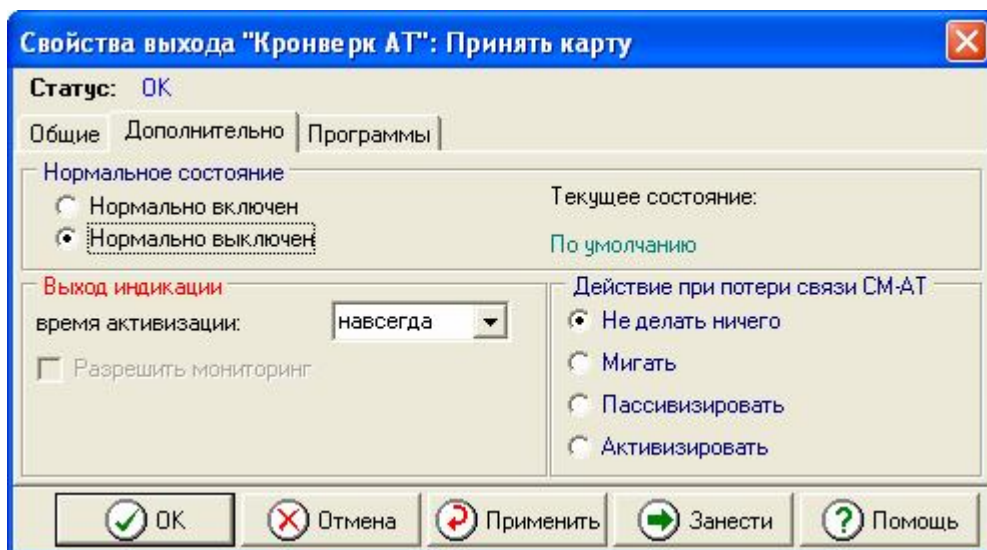 Свойства выхода "Кронверк АТ": Принять карту
Статус: ОК
Общие Дополнительно Программы
Нормальное состояние
Нормально включен
Нормально выключен
Текущее состояние:
По умолчанию
Выход индикации
время активизации: навсегда
Разрешить мониторинг
Действие при потери связи СМ-АТ
Не делать ничего
Мигать
Пассивизировать
Активизировать
ОК Отмена Применить Занести Помощь